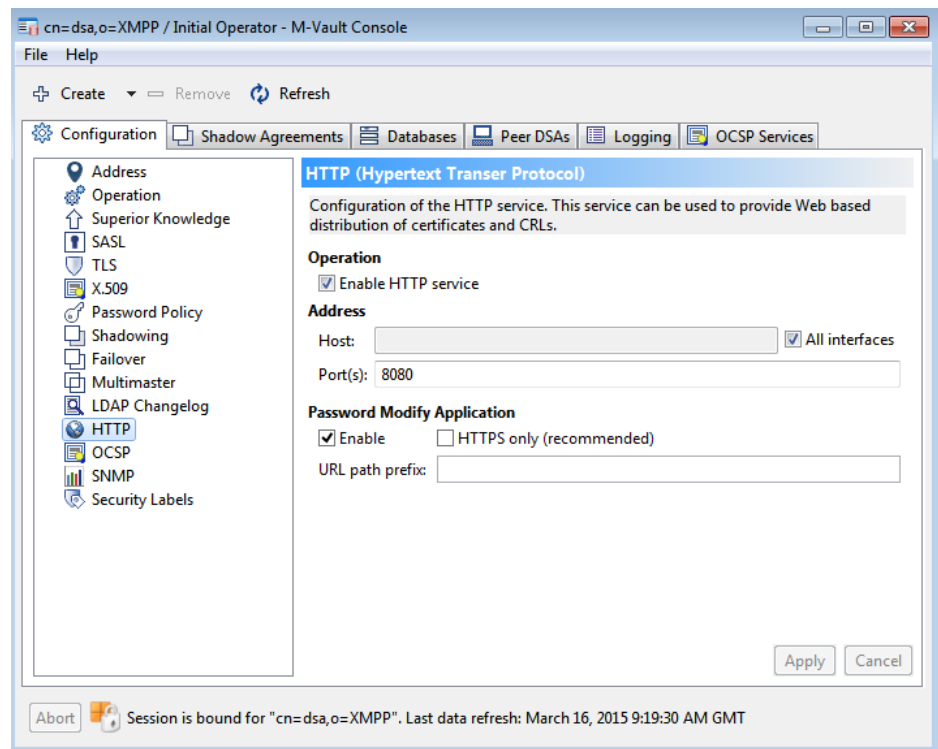 cn=dsa,o=XMPP / Initial Operator - M-Vault Console
File Help
Create Remove Refresh
Configuration Shadow Agreements Databases Peer DSAs Logging OCSP Services
Address
Operation
Superior Knowledge
SASL
TLS
X.509
Password Policy
Shadowing
Failover
Multimaster
LDAP Changelog
HTTP
OCSP
SNMP
Security Labels
HTTP (Hypertext Transer Protocol)
Configuration of the HTTP service. This service can be used to provide Web based
distribution of certificates and CRLs.
Operation
Enable HTTP service
Address
Host: All interfaces
Port(s): 8080
Password Modify Application
Enable HTTPS only (recommended)
URL path prefix:
Apply Cancel
Abort Session is bound for "cn=dsa,o=XMPP". Last data refresh: March 16, 2015 9:19:30 AM GMT